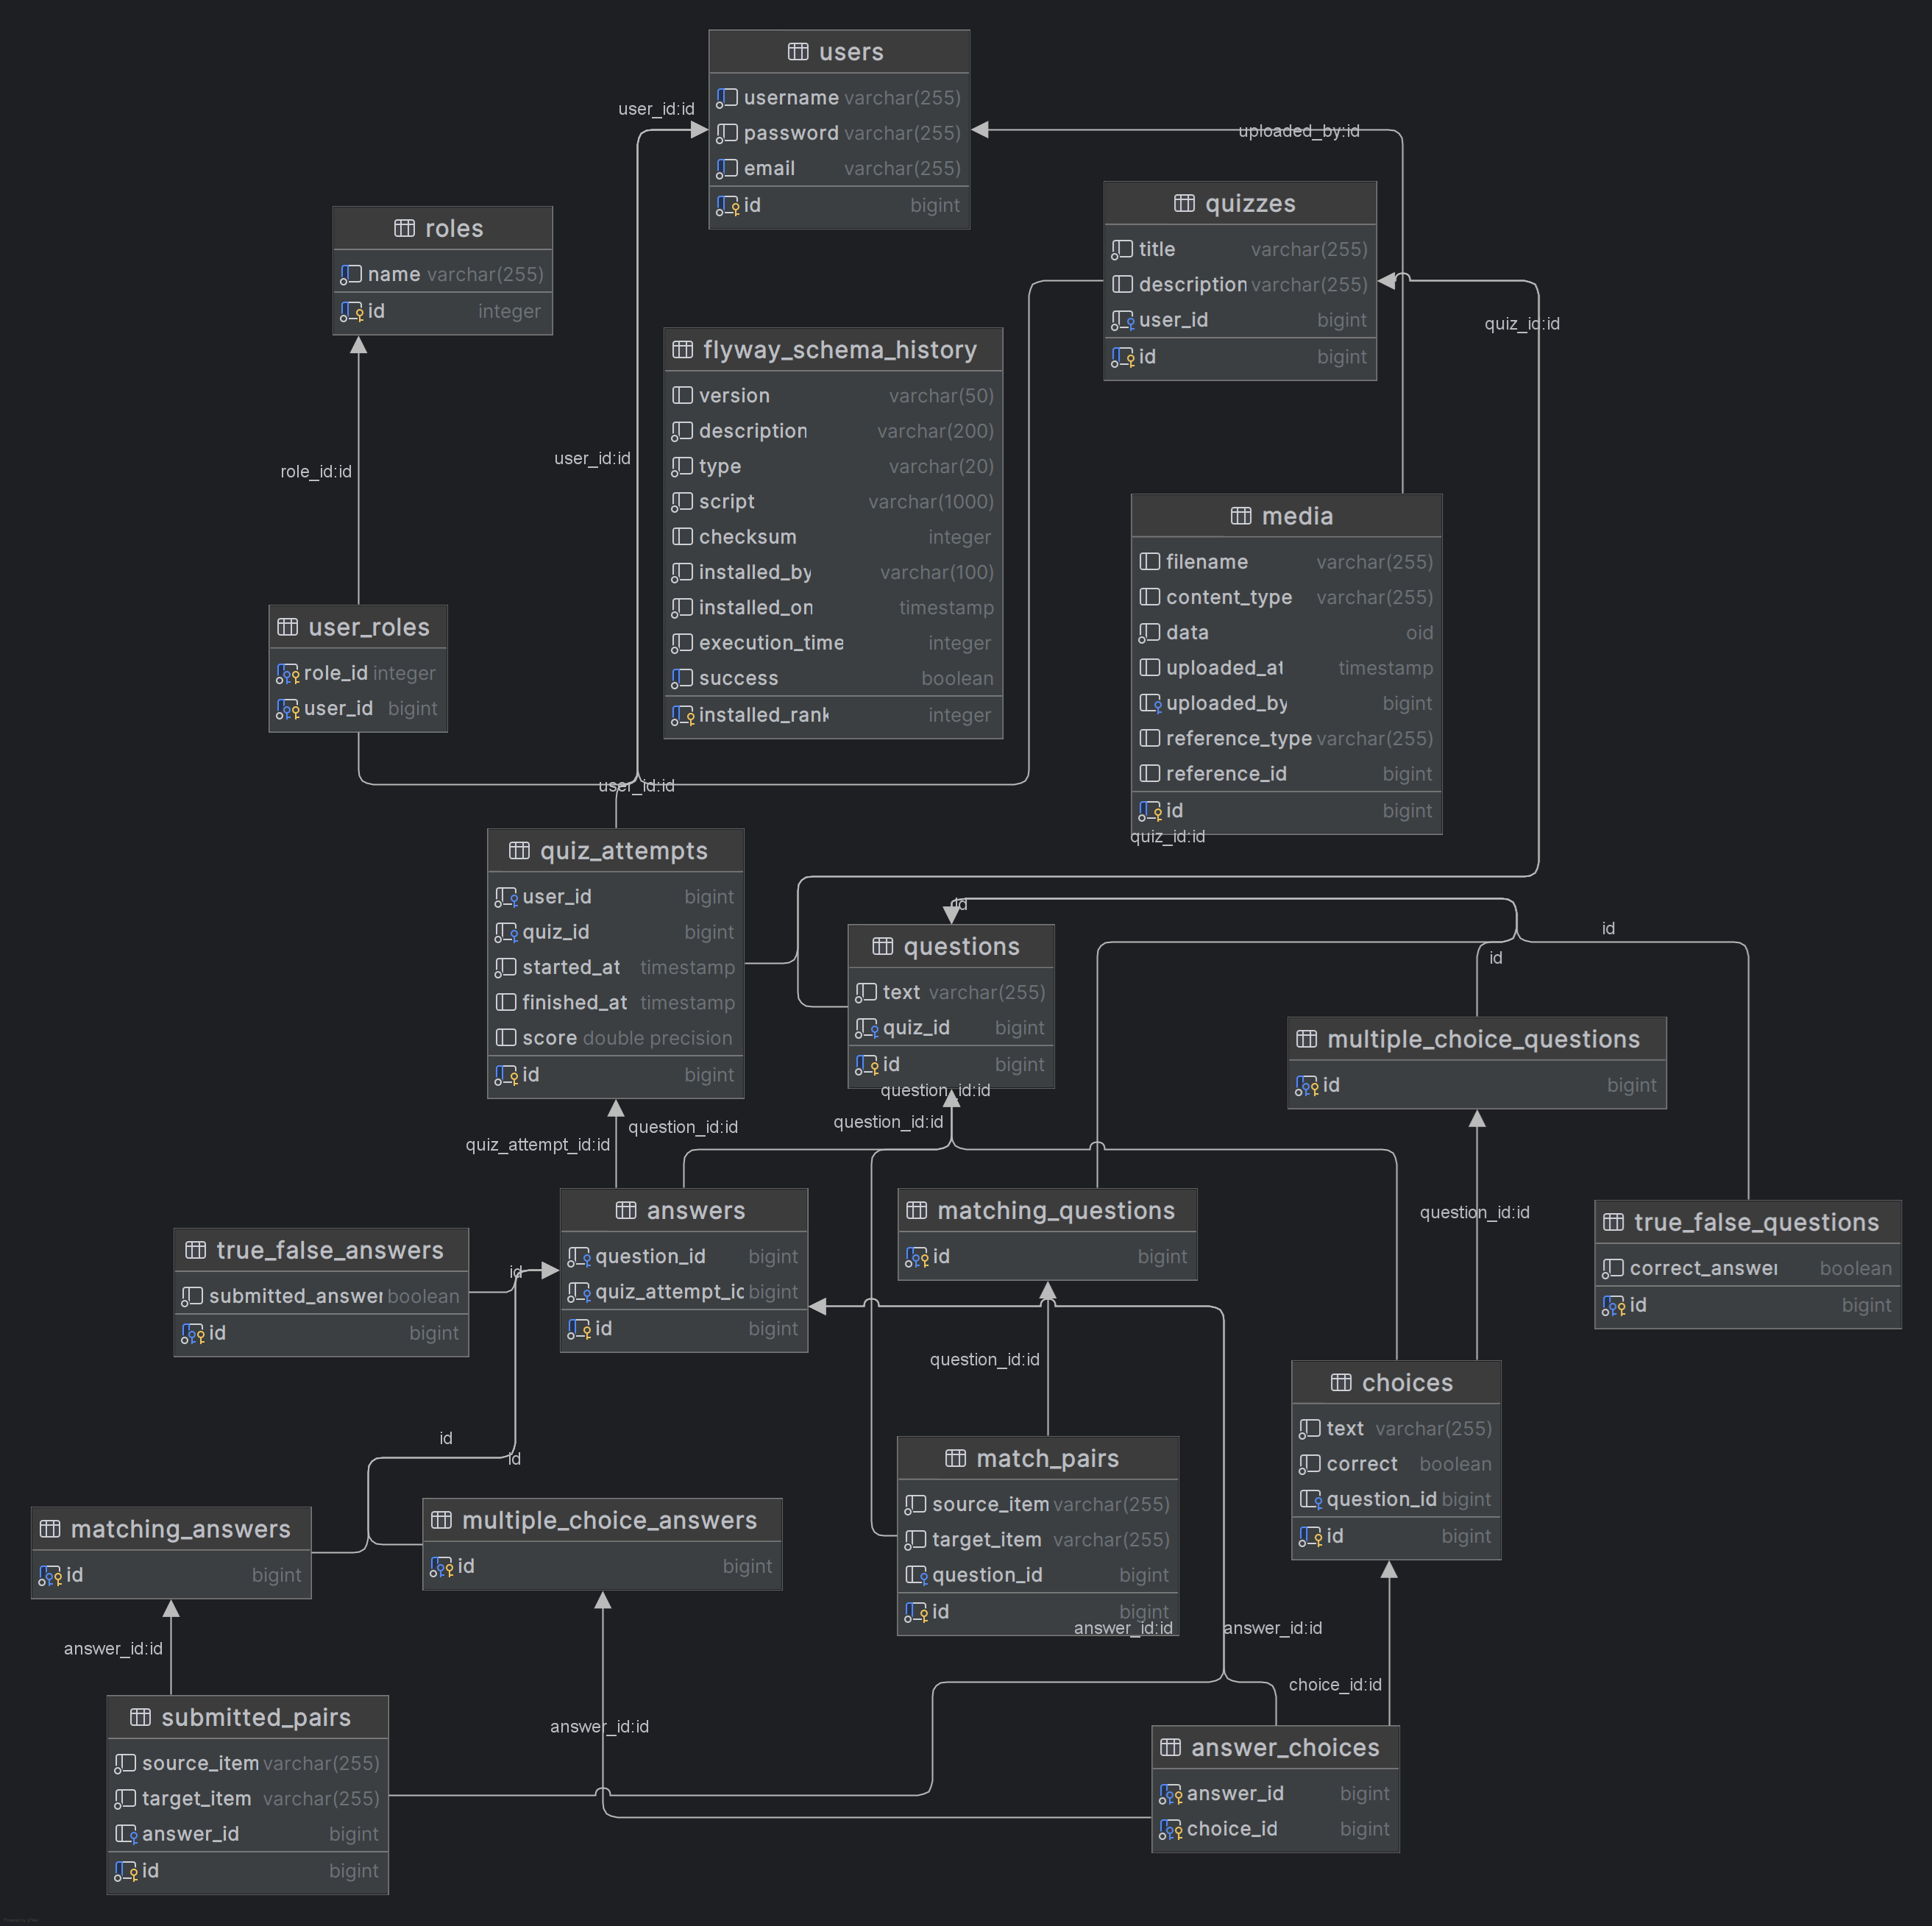 users
username varchar(255)
password varchar(255)
email varchar(255)
id bigint
user_id:id
uploaded_by:id
quizzes
title varchar(255)
description varchar(255)
user_id bigint
id bigint
roles
name varchar(255)
id integer
quiz_id:id
flyway_schema_history
version varchar(50)
description varchar(200)
type varchar(20)
script varchar(1000)
checksum integer
installed_by varchar(100)
installed_on timestamp
execution_time integer
success boolean
installed_rank integer
user_id:id
role_id:id
media
filename varchar(255)
content_type varchar(255)
data oid
uploaded_at timestamp
uploaded_by bigint
reference_type varchar(255)
reference_id bigint
id bigint
quiz_id:id
user_roles
role_id integer
user_id bigint
user_id:id
quiz_attempts
user_id bigint
quiz_id bigint
started_at timestamp
finished_at timestamp
score double precision
id bigint
id
questions
text varchar(255)
quiz_id bigint
id bigint
id
id
multiple_choice_questions
id bigint
question_id:id
question_id:id
question_id:id
quiz_attempt_id:id
answers
question_id bigint
quiz_attempt_id bigint
id bigint
matching_questions
id bigint
question_id:id
true_false_questions
correct_answer boolean
id bigint
true_false_answers
submitted_answer boolean
id bigint
id
question_id:id
choices
text varchar(255)
correct boolean
question_id bigint
id bigint
id
id
match_pairs
source_item varchar(255)
target_item varchar(255)
question_id bigint
id bigint
answer_id:id
answer_id:id
matching_answers
id bigint
multiple_choice_answers
id bigint
answer_id:id
choice_id:id
submitted_pairs
source_item varchar(255)
target_item varchar(255)
answer_id bigint
id bigint
answer_id:id
answer_choices
answer_id bigint
choice_id bigint